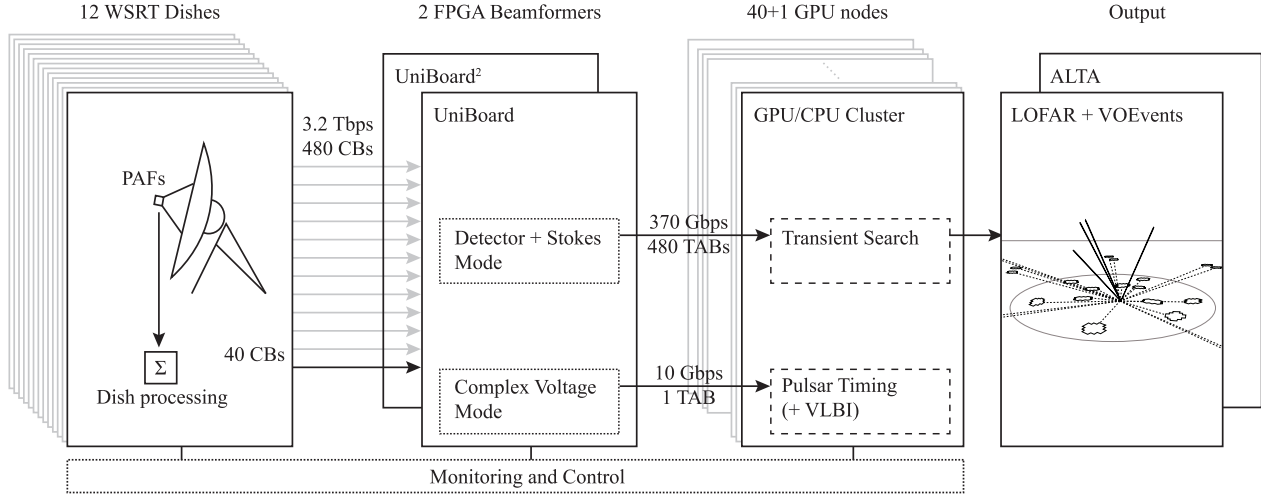 12 WSRT Dishes
2 FPGA Beamformers
40+1 GPU nodes
Output
UniBoard²
ALTA
UniBoard
GPU/CPU Cluster
LOFAR + VOEvents
3.2 Tbps
480 CBs
PAFs
370 Gbps
480 TABs
Detector + Stokes
Mode
Transient Search
40 CBs
Σ
Dish processing
10 Gbps
1 TAB
Complex Voltage
Mode
Pulsar Timing
(+ VLBI)
Monitoring and Control